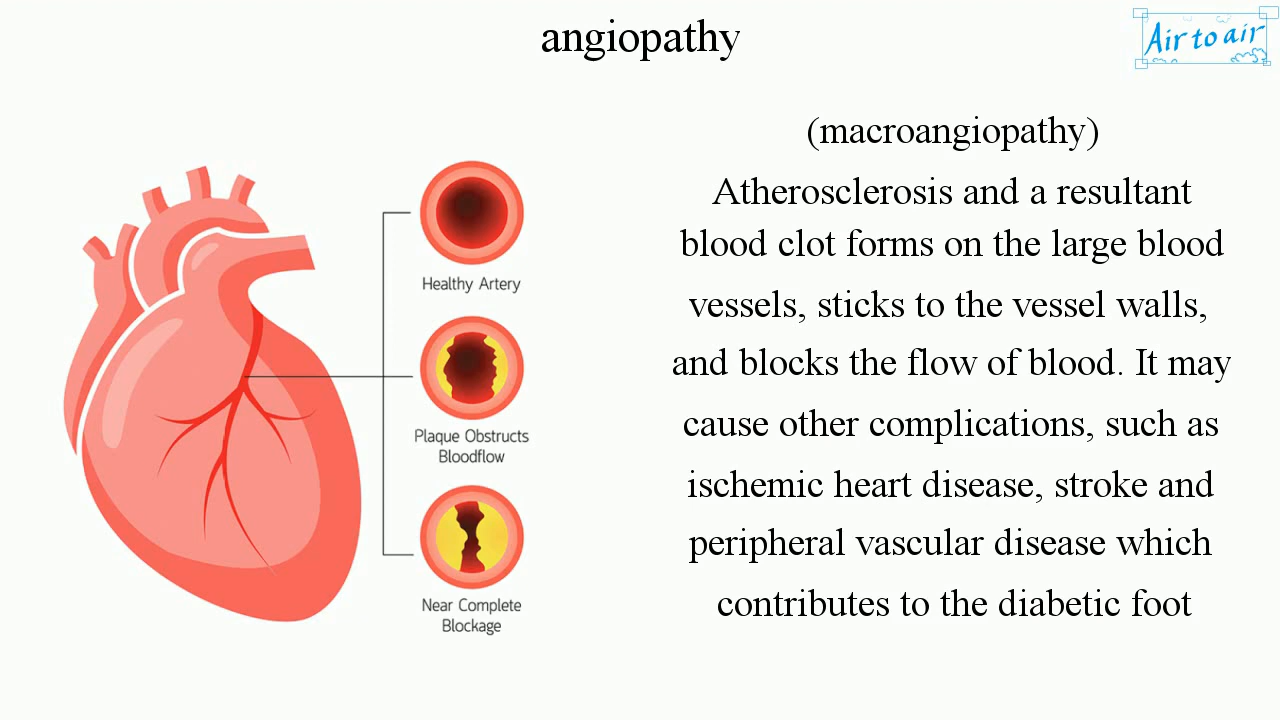 angiopathy
Air to air
(macroangiopathy)
Atherosclerosis and a resultant
blood clot forms on the large blood
vessels, sticks to the vessel walls,
and blocks the flow of blood. It may
cause other complications, such as
ischemic heart disease, stroke and
peripheral vascular disease which
contributes to the diabetic foot
Healthy Artery
Plaque Obstructs
Bloodflow
Near Complete
Blockage